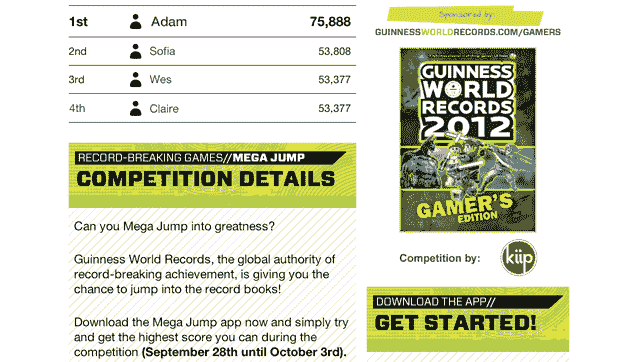 1st Adam 75,888
2nd Sofia 53,808
3rd Wes 53,377
4th Claire 53,377
RECORD-BREAKING GAMES//MEGA JUMP
COMPETITION DETAILS
Can you Mega Jump into greatness?
Guinness World Records, the global authority of
record-breaking achievement, is giving you the
chance to jump into the record books!
Download the Mega Jump app now and simply try
and get the highest score you can during the
competition (September 28th until October 3rd).
Sponsored by:
GUINNESSWORLDRECORDS.COM/GAMERS
GUINNESS
WORLD
RECORDS
2012
GAMER'S
EDITION
Competition by:
kiip
DOWNLOAD THE APP//
GET STARTED!